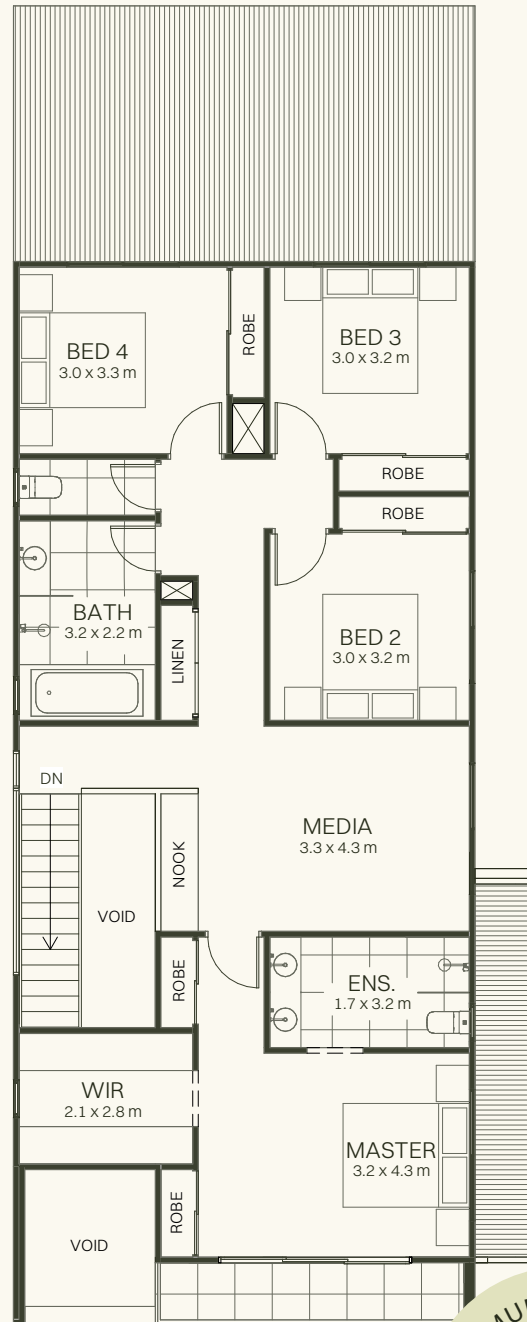 BED 4
3.0 x 3.3 m
ROBE
BED 3
3.0 x 3.2 m
ROBE
ROBE
BATH
3.2 x 2.2 m
LINEN
BED 2
3.0 x 3.2 m
DN
MEDIA
3.3 x 4.3 m
NOOK
VOID
ROBE
ENS.
1.7 x 3.2 m
WIR
2.1 x 2.8 m
MASTER
3.2 x 4.3 m
ROBE
VOID